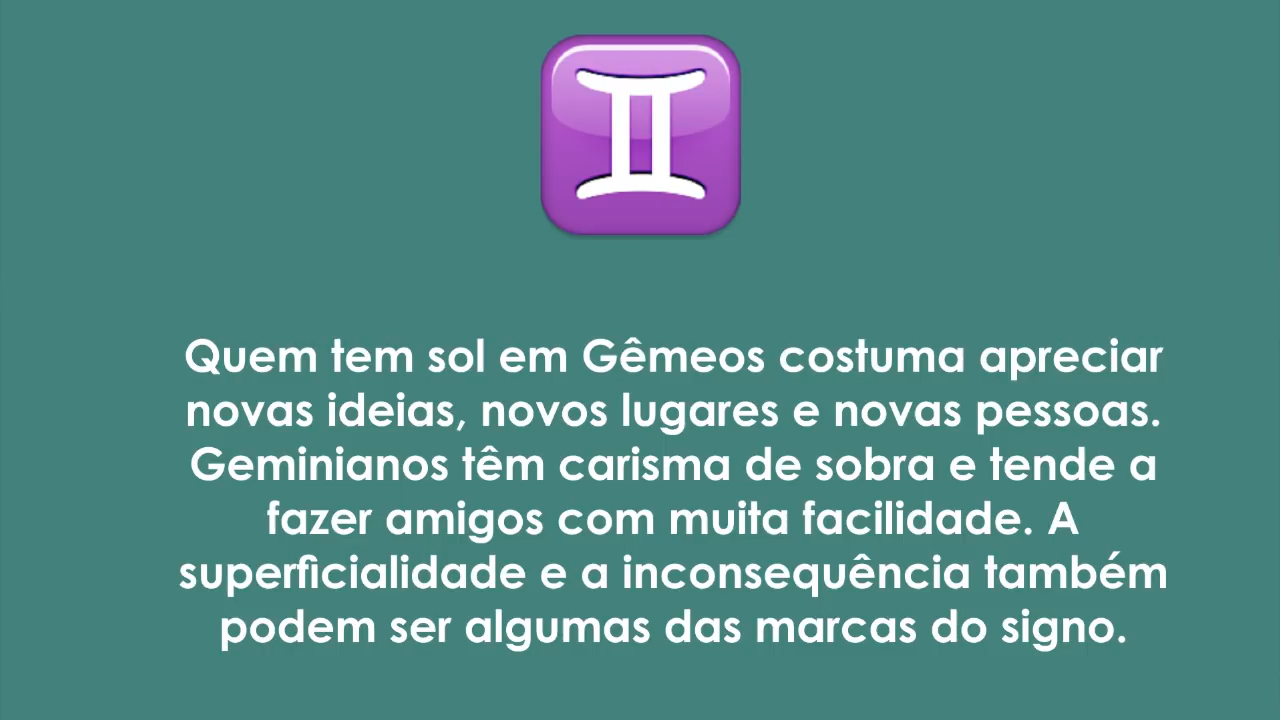 Quem tem sol em Gêmeos costuma apreciar
novas ideias, novos lugares e novas pessoas.
Geminianos têm carisma de sobra e tende a
fazer amigos com muita facilidade. A
superficialidade e a inconsequência também
podem ser algumas das marcas do signo.